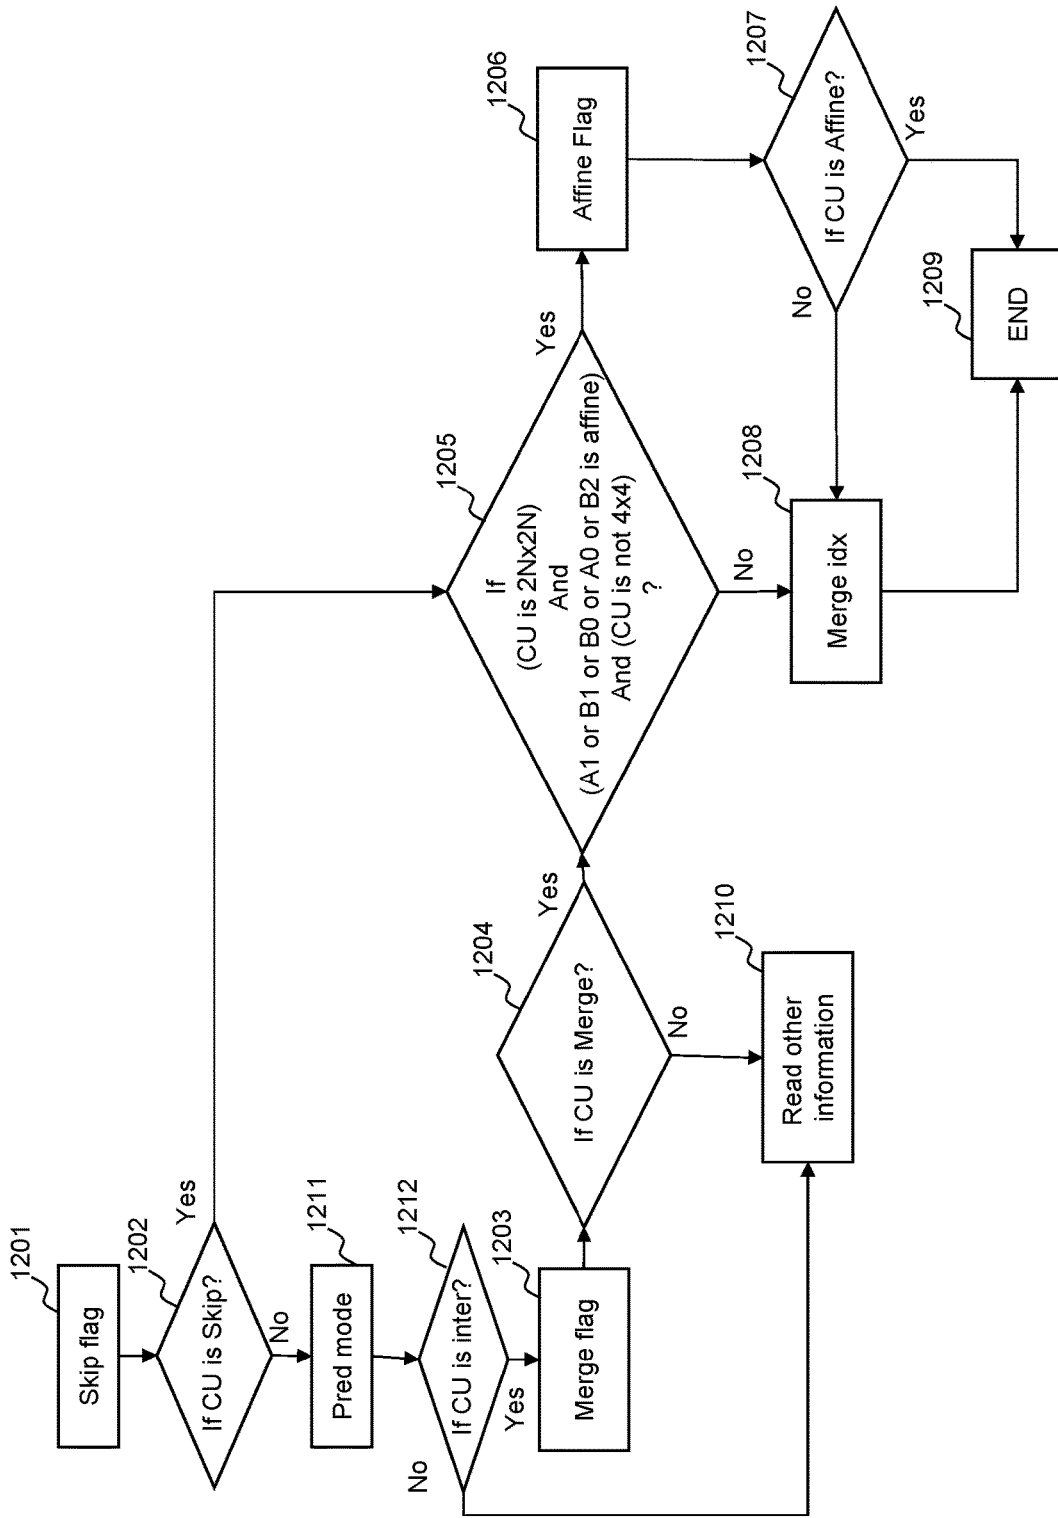 1201
Skip flag
1202
If CU is Skip?
Yes
No
1211
Pred mode
1212
If CU is inter?
No
Yes
1203
Merge flag
1204
If CU is Merge?
Yes
No
1210
Read other
information
1205
If
(CU is 2Nx2N)
And
(A1 or B1 or B0 or A0 or B2 is affine)
And (CU is not 4x4)
?
Yes
No
1206
Affine Flag
1207
If CU is Affine?
No
Yes
1208
Merge idx
1209
END